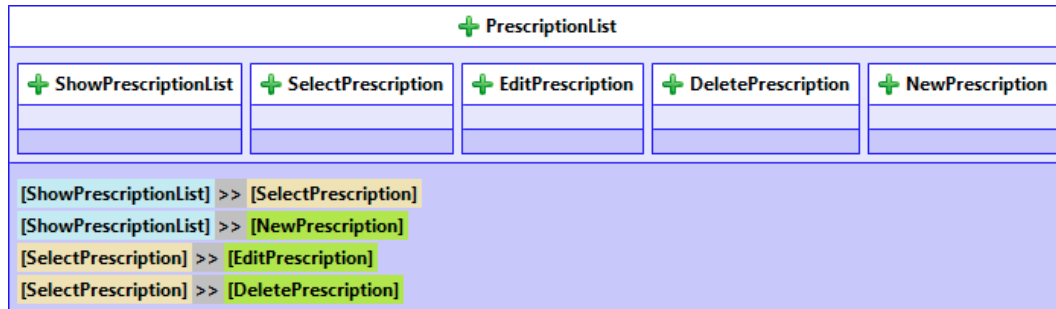 PrescriptionList
ShowPrescriptionList SelectPrescription EditPrescription DeletePrescription NewPrescription
[ShowPrescriptionList] >> [SelectPrescription]
[ShowPrescriptionList] >> [NewPrescription]
[SelectPrescription] >> [EditPrescription]
[SelectPrescription] >> [DeletePrescription]